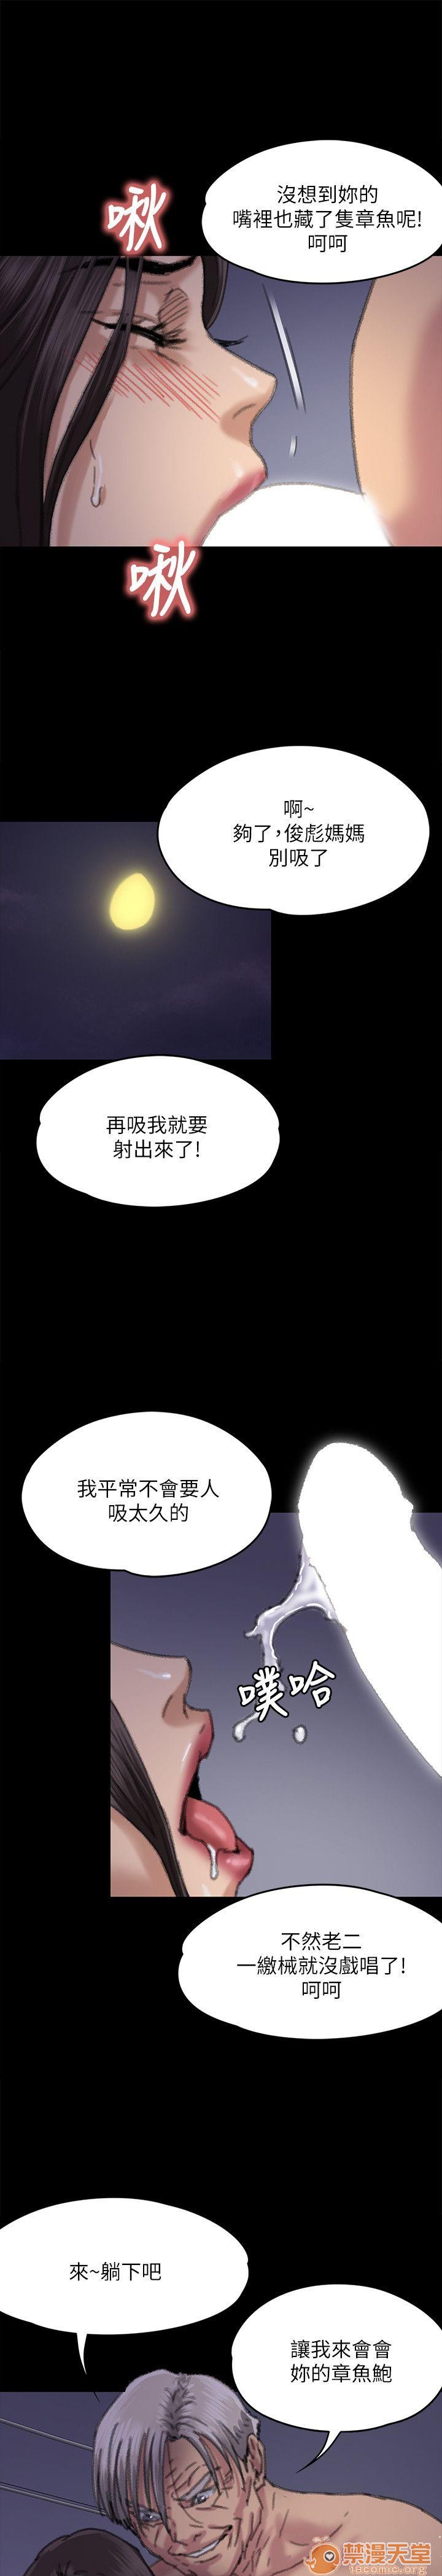 沒想到妳的
嘴裡也藏了隻章魚呢!
呵呵
啾
啾
啊~
夠了，俊彪媽媽
別吸了
再吸我就要
射出來了!
我平常不會要人
吸太久的
噗哈
不然老二
一繳械就沒戲唱了!
呵呵
來~躺下吧
讓我來會會
妳的章魚鮑
禁漫天堂
18comic.org